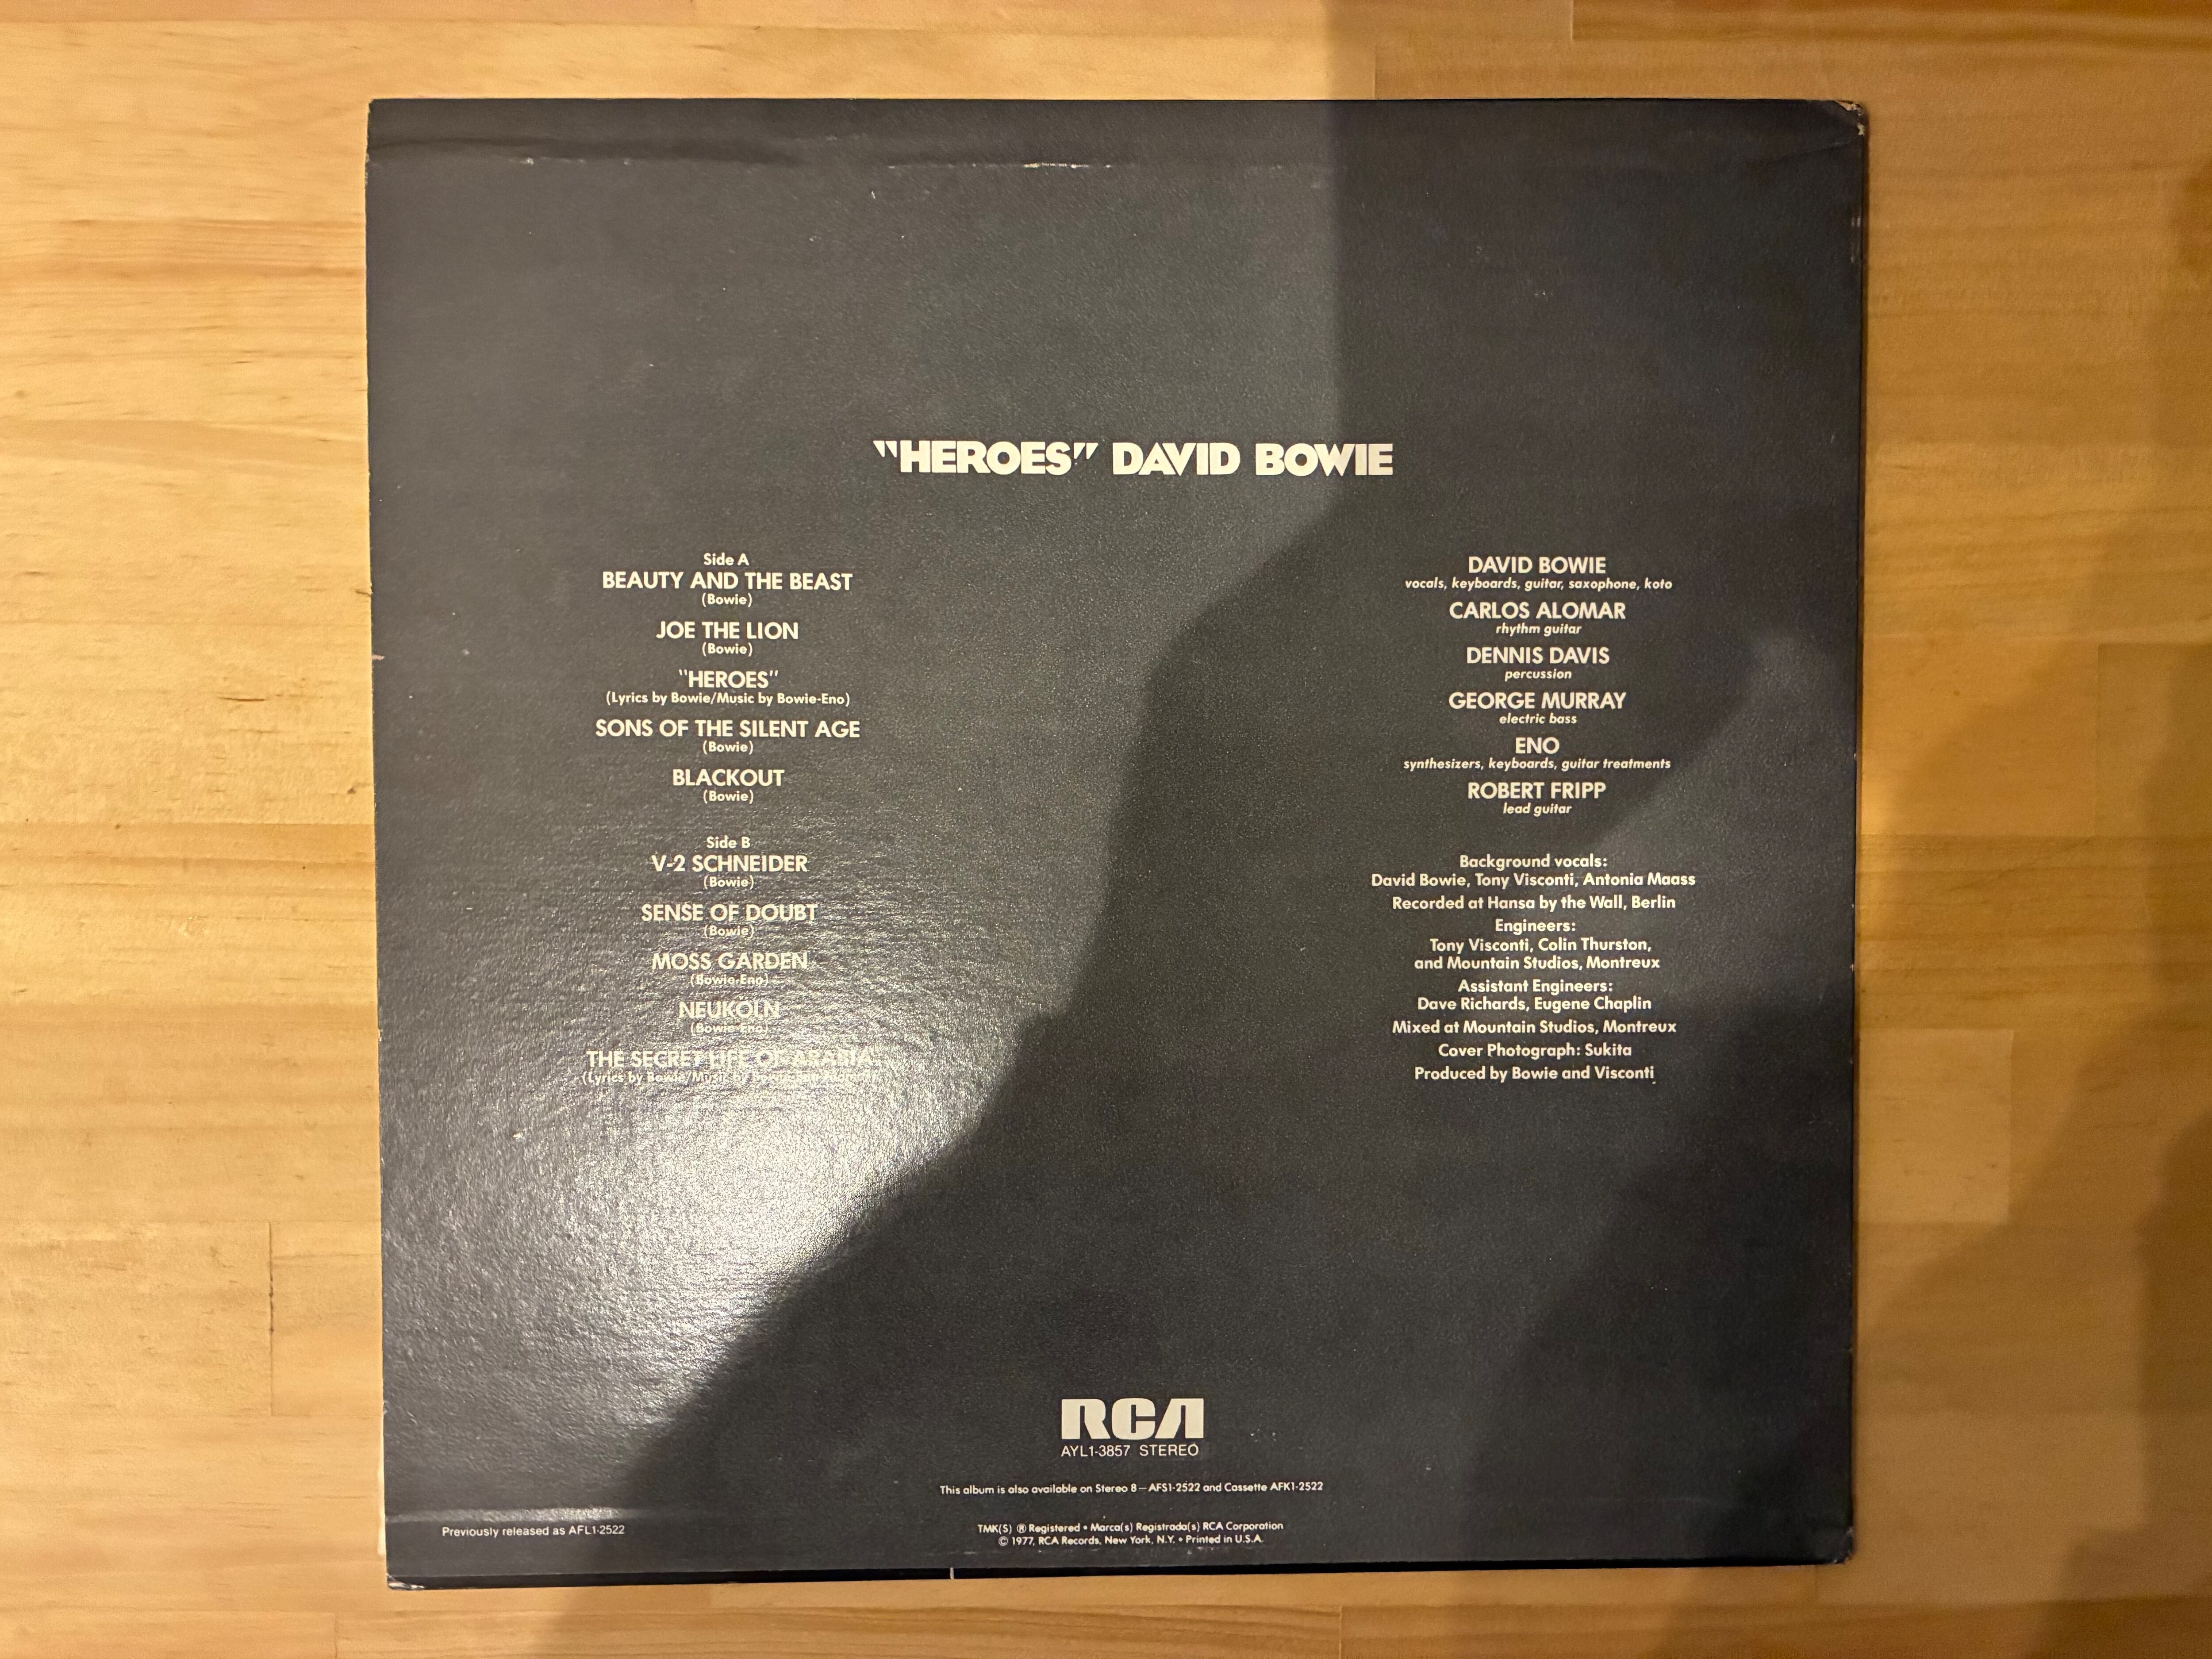 "HEROES" DAVID BOWIE
Side A
BEAUTY AND THE BEAST
(Bowie)
JOE THE LION
(Bowie)
"HEROES"
(Lyrics by Bowie/Music by Bowie-Eno)
SONS OF THE SILENT AGE
(Bowie)
BLACKOUT
(Bowie)
Side B
V-2 SCHNEIDER
(Bowie)
SENSE OF DOUBT
(Bowie)
MOSS GARDEN
(Bowie-Eno)
NEUKOLN
(Bowie-Eno)
THE SECRET LIFE OF ARABIA
(Lyrics by Bowie/Music by
DAVID BOWIE
vocals, keyboards, guitar, saxophone, koto
CARLOS ALOMAR
rhythm guitar
DENNIS DAVIS
percussion
GEORGE MURRAY
electric bass
ENO
synthesizers, keyboards, guitar treatments
ROBERT FRIPP
lead guitar
Background vocals:
David Bowie, Tony Visconti, Antonia Maass
Recorded at Hansa by the Wall, Berlin
Engineers:
Tony Visconti, Colin Thurston,
and Mountain Studios, Montreux
Assistant Engineers:
Dave Richards, Eugene Chaplin
Mixed at Mountain Studios, Montreux
Cover Photograph: Sukita
Produced by Bowie and Visconti
RCA
AYL1-3857 STEREO
This album is also available on Stereo 8—AFS1-2522 and Cassette AFK1-2522
Previously released as AFL1-2522
TMK(S) ® Registered • Marca(s) Registrada(s) RCA Corporation
© 1977, RCA Records, New York, N.Y. • Printed in U.S.A.